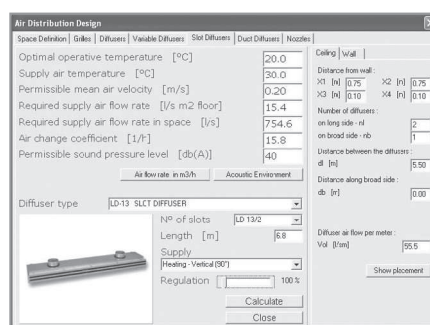 Air Distribution Design
Space Definition | Grilles | Diffusers | Variable Diffusers | Slot Diffusers | Duct Diffusers | Nozzles
Optimal operative temperature [ºC] 20.0
Supply air temperature [ºC] 30.0
Permissible mean air velocity [m/s] 0.20
Required supply air flow rate [l/s m2 floor] 15.4
Required supply air flow rate in space [l/s] 754.6
Air change coefficient [1/h] 15.8
Permissible sound pressure level [db(A)] 40
Air flow rate in m3/h
Acoustic Environment
Diffuser type LD-13 SLCT DIFFUSER
Nº of slots LD 13/2
Length [m] 6.8
Supply
Heating - Vertical (90°)
Regulation 100 %
Calculate
Close
Ceiling | Wall
Distance from wall :
X1 [n] 0.75 X2 [n] 0.75
X3 [n] 0.10 X4 [n] 0.10
Number of diffusers :
on long side - nl 2
on broad side - nb 1
Distance between the diffusers :
dl [m] 5.50
Distance along broad side :
db [rr] 0.00
Diffuser air flow per meter :
Vol [l/sm] 55.5
Show placement